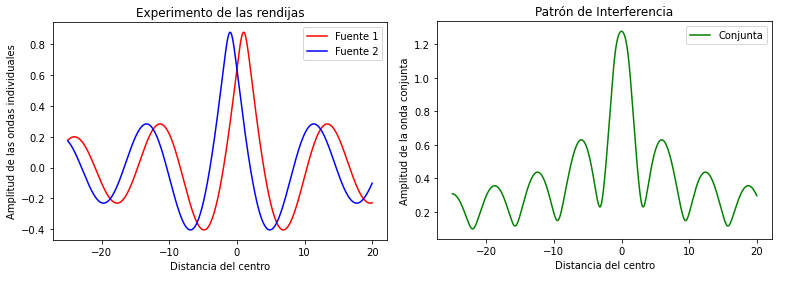 Experimento de las rendijas
Amplitud de las ondas individuales
0.8
0.6
0.4
0.2
0.0
−0.2
−0.4
Fuente 1
Fuente 2
−20
−10
0
10
20
Distancia del centro
Patrón de Interferencia
Amplitud de la onda conjunta
1.2
1.0
0.8
0.6
0.4
0.2
Conjunta
−20
−10
0
10
20
Distancia del centro